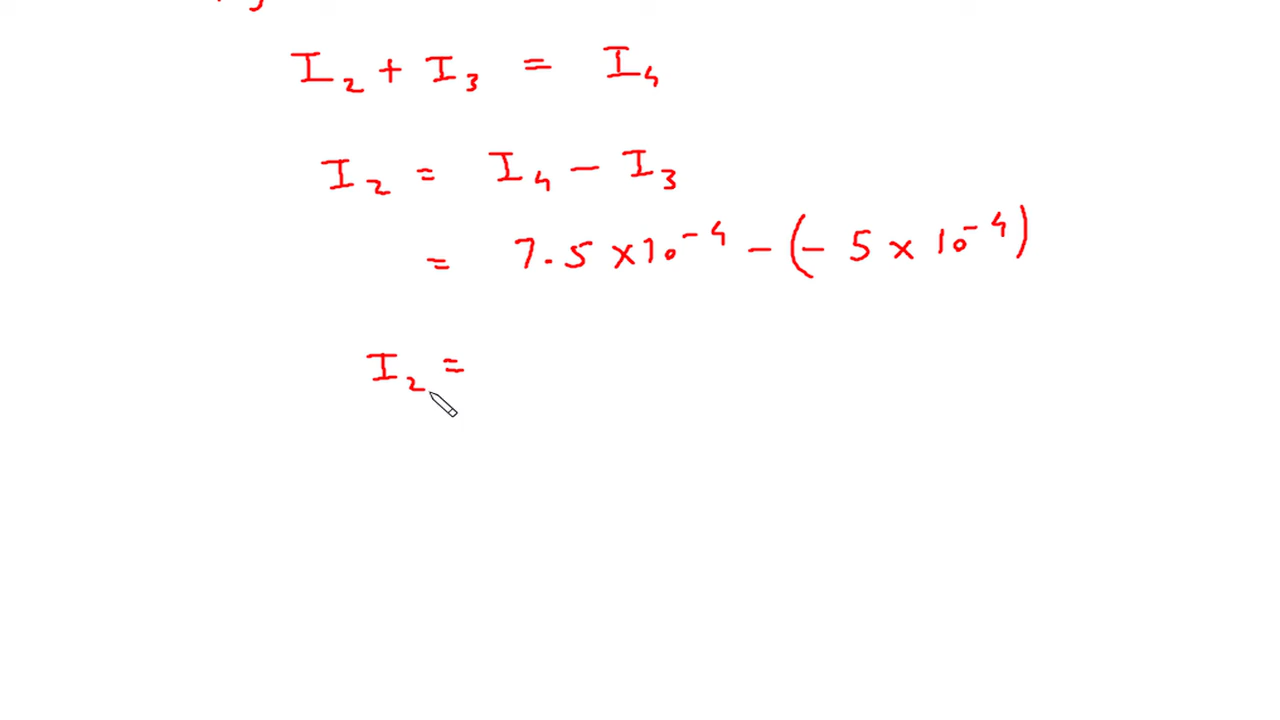 I₂ + I₃ = I₄
I₂ = I₄ − I₃
= 7.5 × 10⁻⁴ − (− 5 × 10⁻⁴)
I₂ =